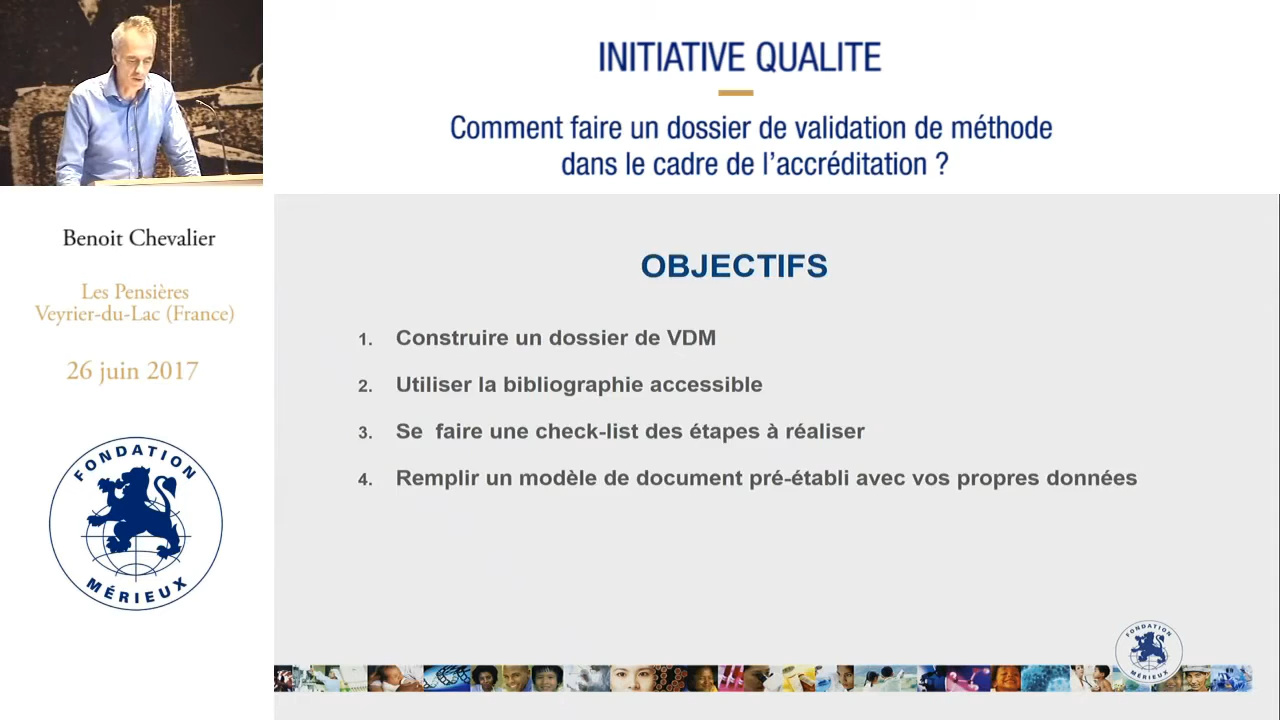 INITIATIVE QUALITE
Comment faire un dossier de validation de méthode
dans le cadre de l'accréditation ?
Benoit Chevalier
Les Pensières
Veyrier-du-Lac (France)
26 juin 2017
FONDATION
MÉRIEUX
OBJECTIFS
1. Construire un dossier de VDM
2. Utiliser la bibliographie accessible
3. Se faire une check-list des étapes à réaliser
4. Remplir un modèle de document pré-établi avec vos propres données
FONDATION
MÉRIEUX